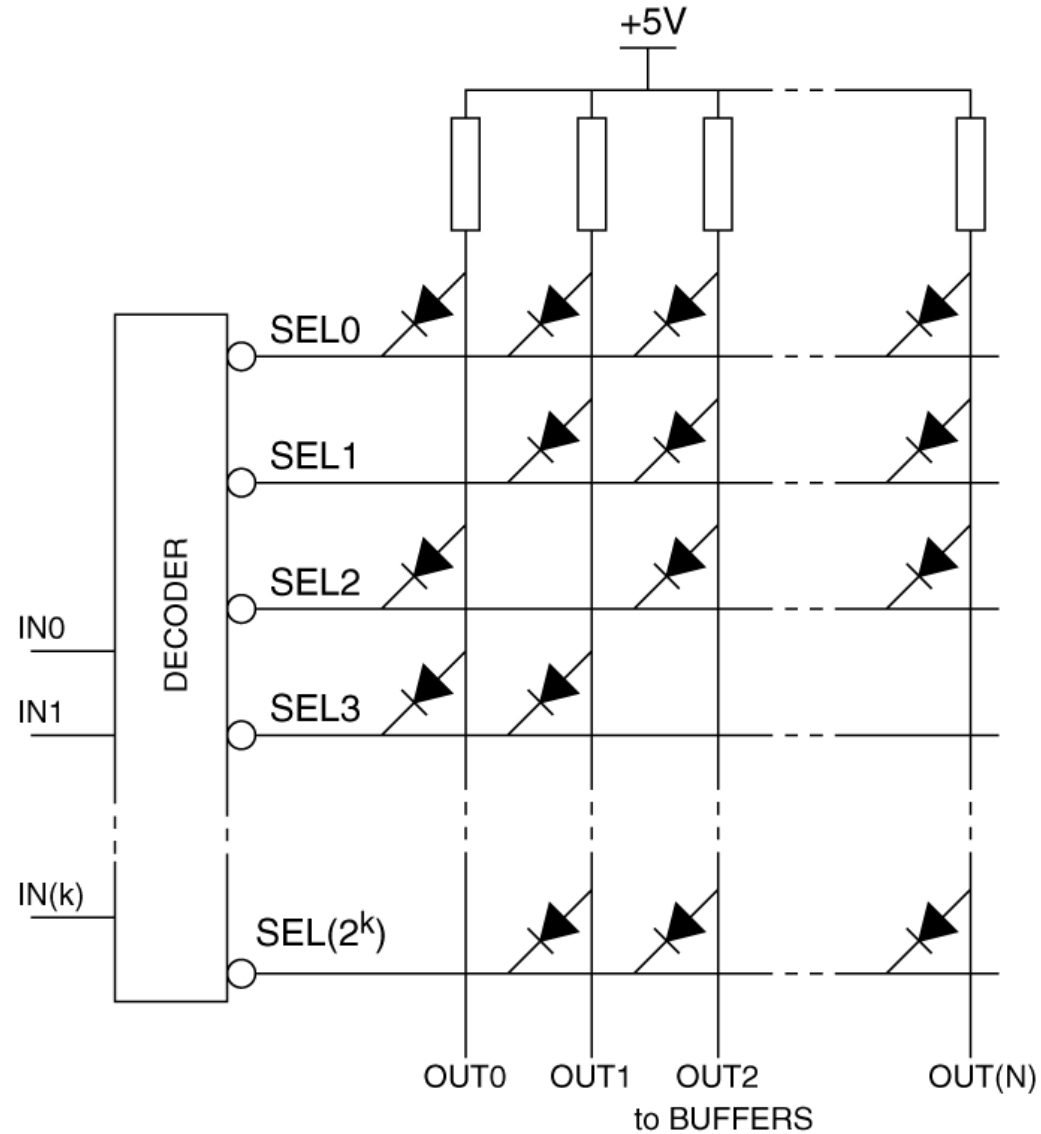 +5V
SEL0
SEL1
DECODER
SEL2
IN0
IN1
SEL3
IN(k)
SEL(2ᵏ)
OUT0 OUT1 OUT2 OUT(N)
to BUFFERS